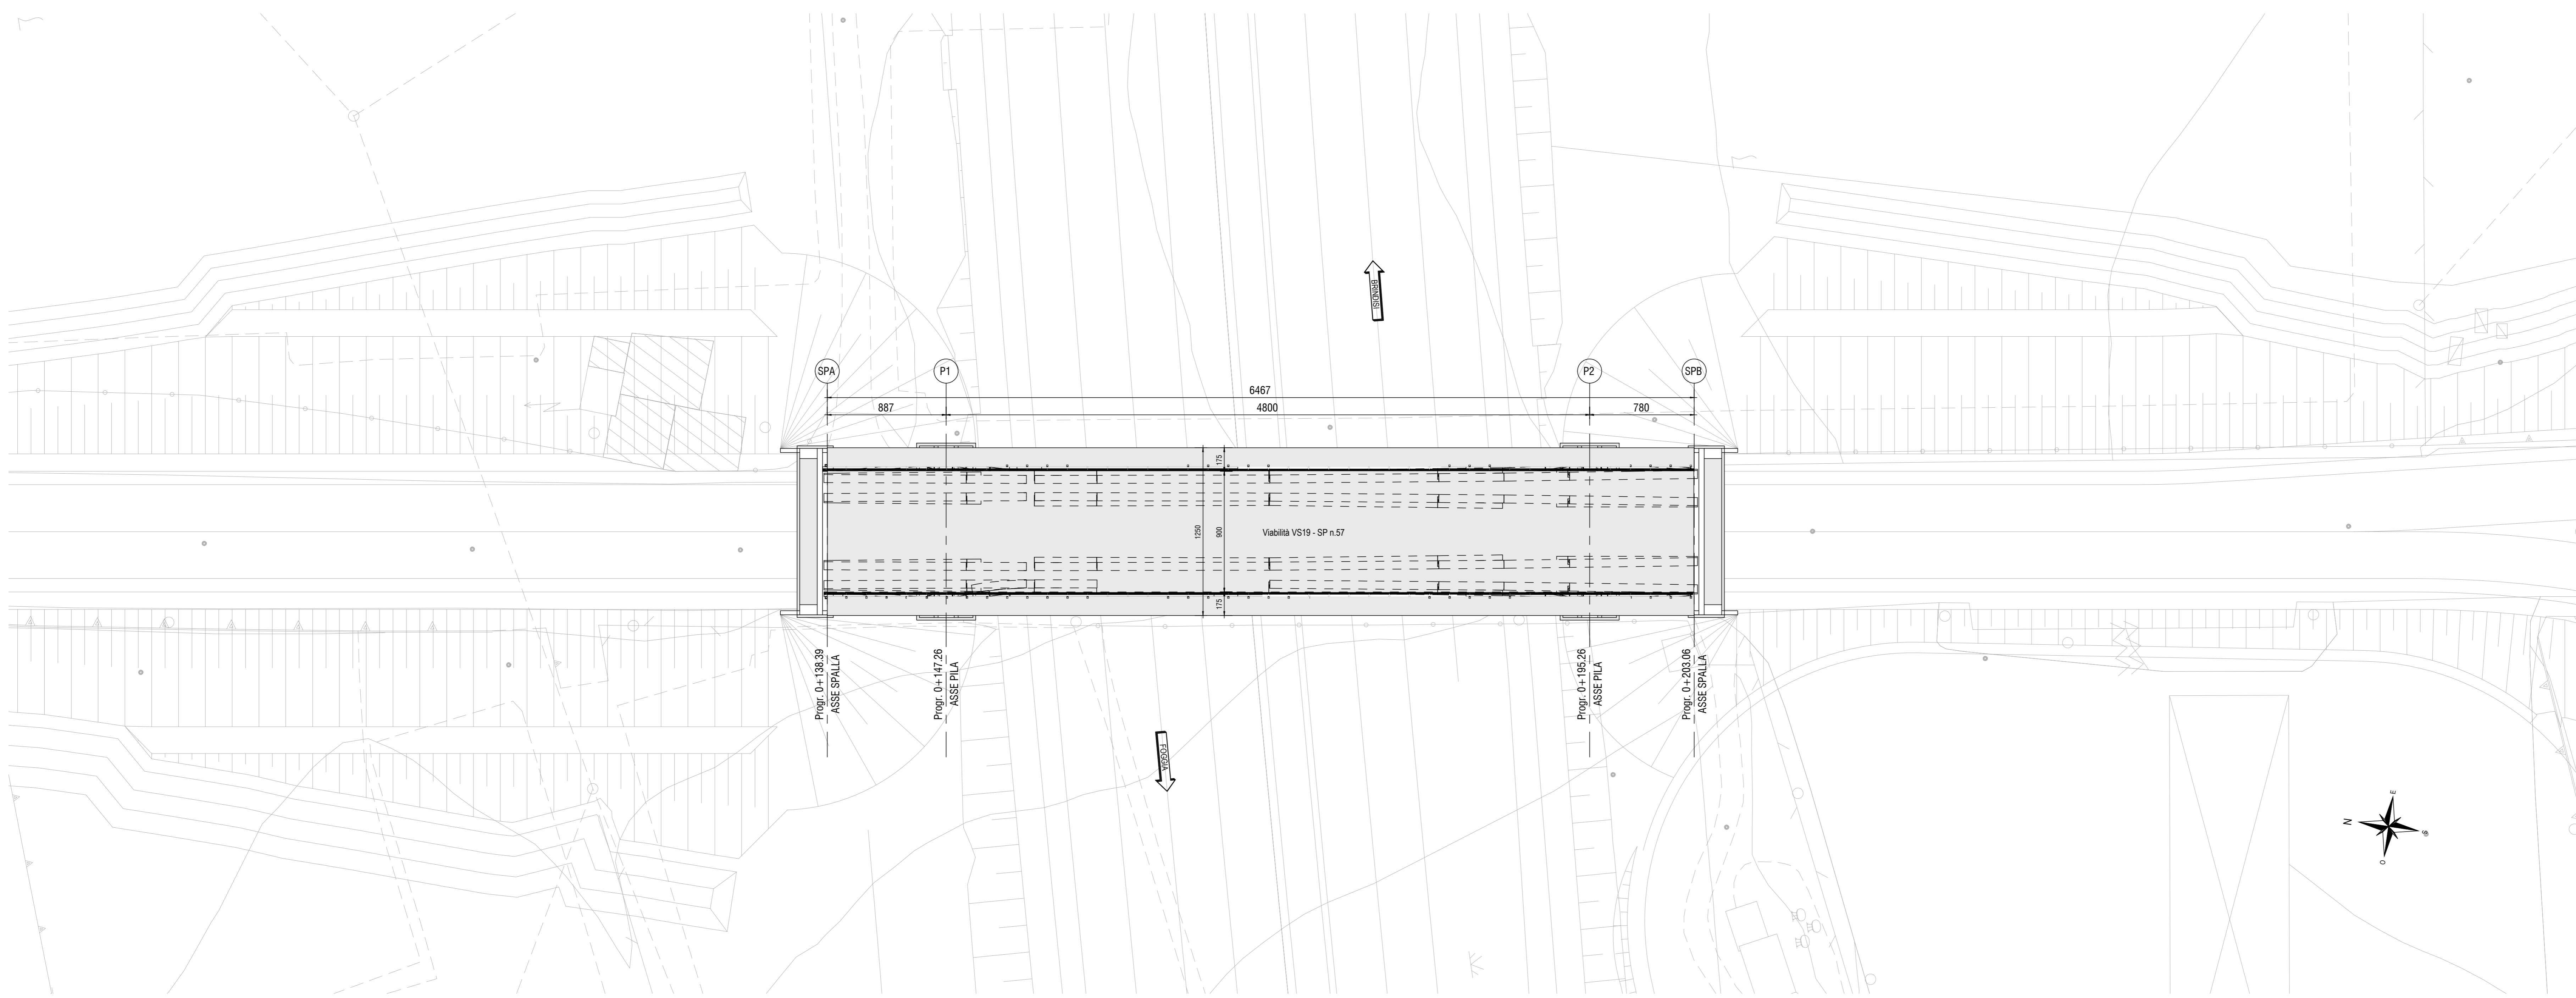 BRINDISI
SPA
P1
P2
SPB
6467
887
4800
780
175
1250
900
Viabilità VS19 - SP n.57
175
Progr. 0+138.39
ASSE SPALLA
Progr. 0+147.26
ASSE PILA
Progr. 0+195.26
ASSE PILA
Progr. 0+203.06
ASSE SPALLA
FOGGIA
N
E
S
O